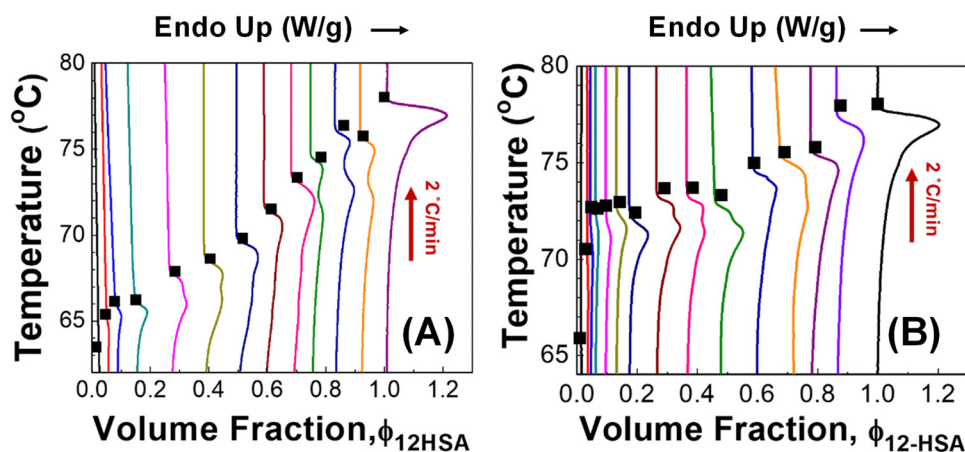 Endo Up (W/g) →
80
75
70
65
Temperature (°C)
2 °C/min
(A)
0.0 0.2 0.4 0.6 0.8 1.0 1.2
Volume Fraction,ϕ12HSA
Endo Up (W/g) →
80
75
70
65
Temperature (°C)
2 °C/min
(B)
0.0 0.2 0.4 0.6 0.8 1.0 1.2
Volume Fraction, ϕ12-HSA